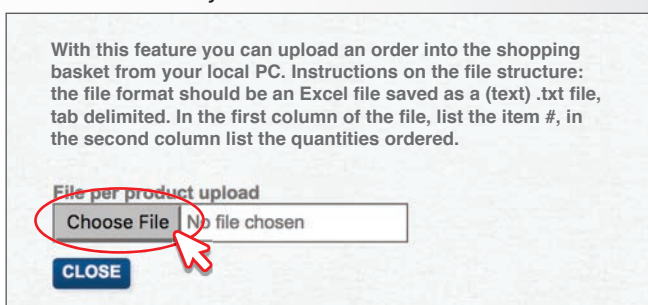 With this feature you can upload an order into the shopping
basket from your local PC. Instructions on the file structure:
the file format should be an Excel file saved as a (text) .txt file,
tab delimited. In the first column of the file, list the item #, in
the second column list the quantities ordered.
File per product upload
Choose File No file chosen
CLOSE